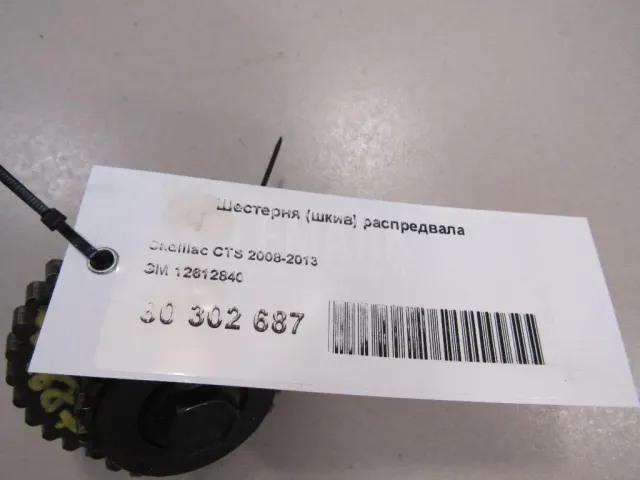 Шестерня (шкив) распредвала
Cadillac CTS 2008-2013
GM 12612840
30 302 687